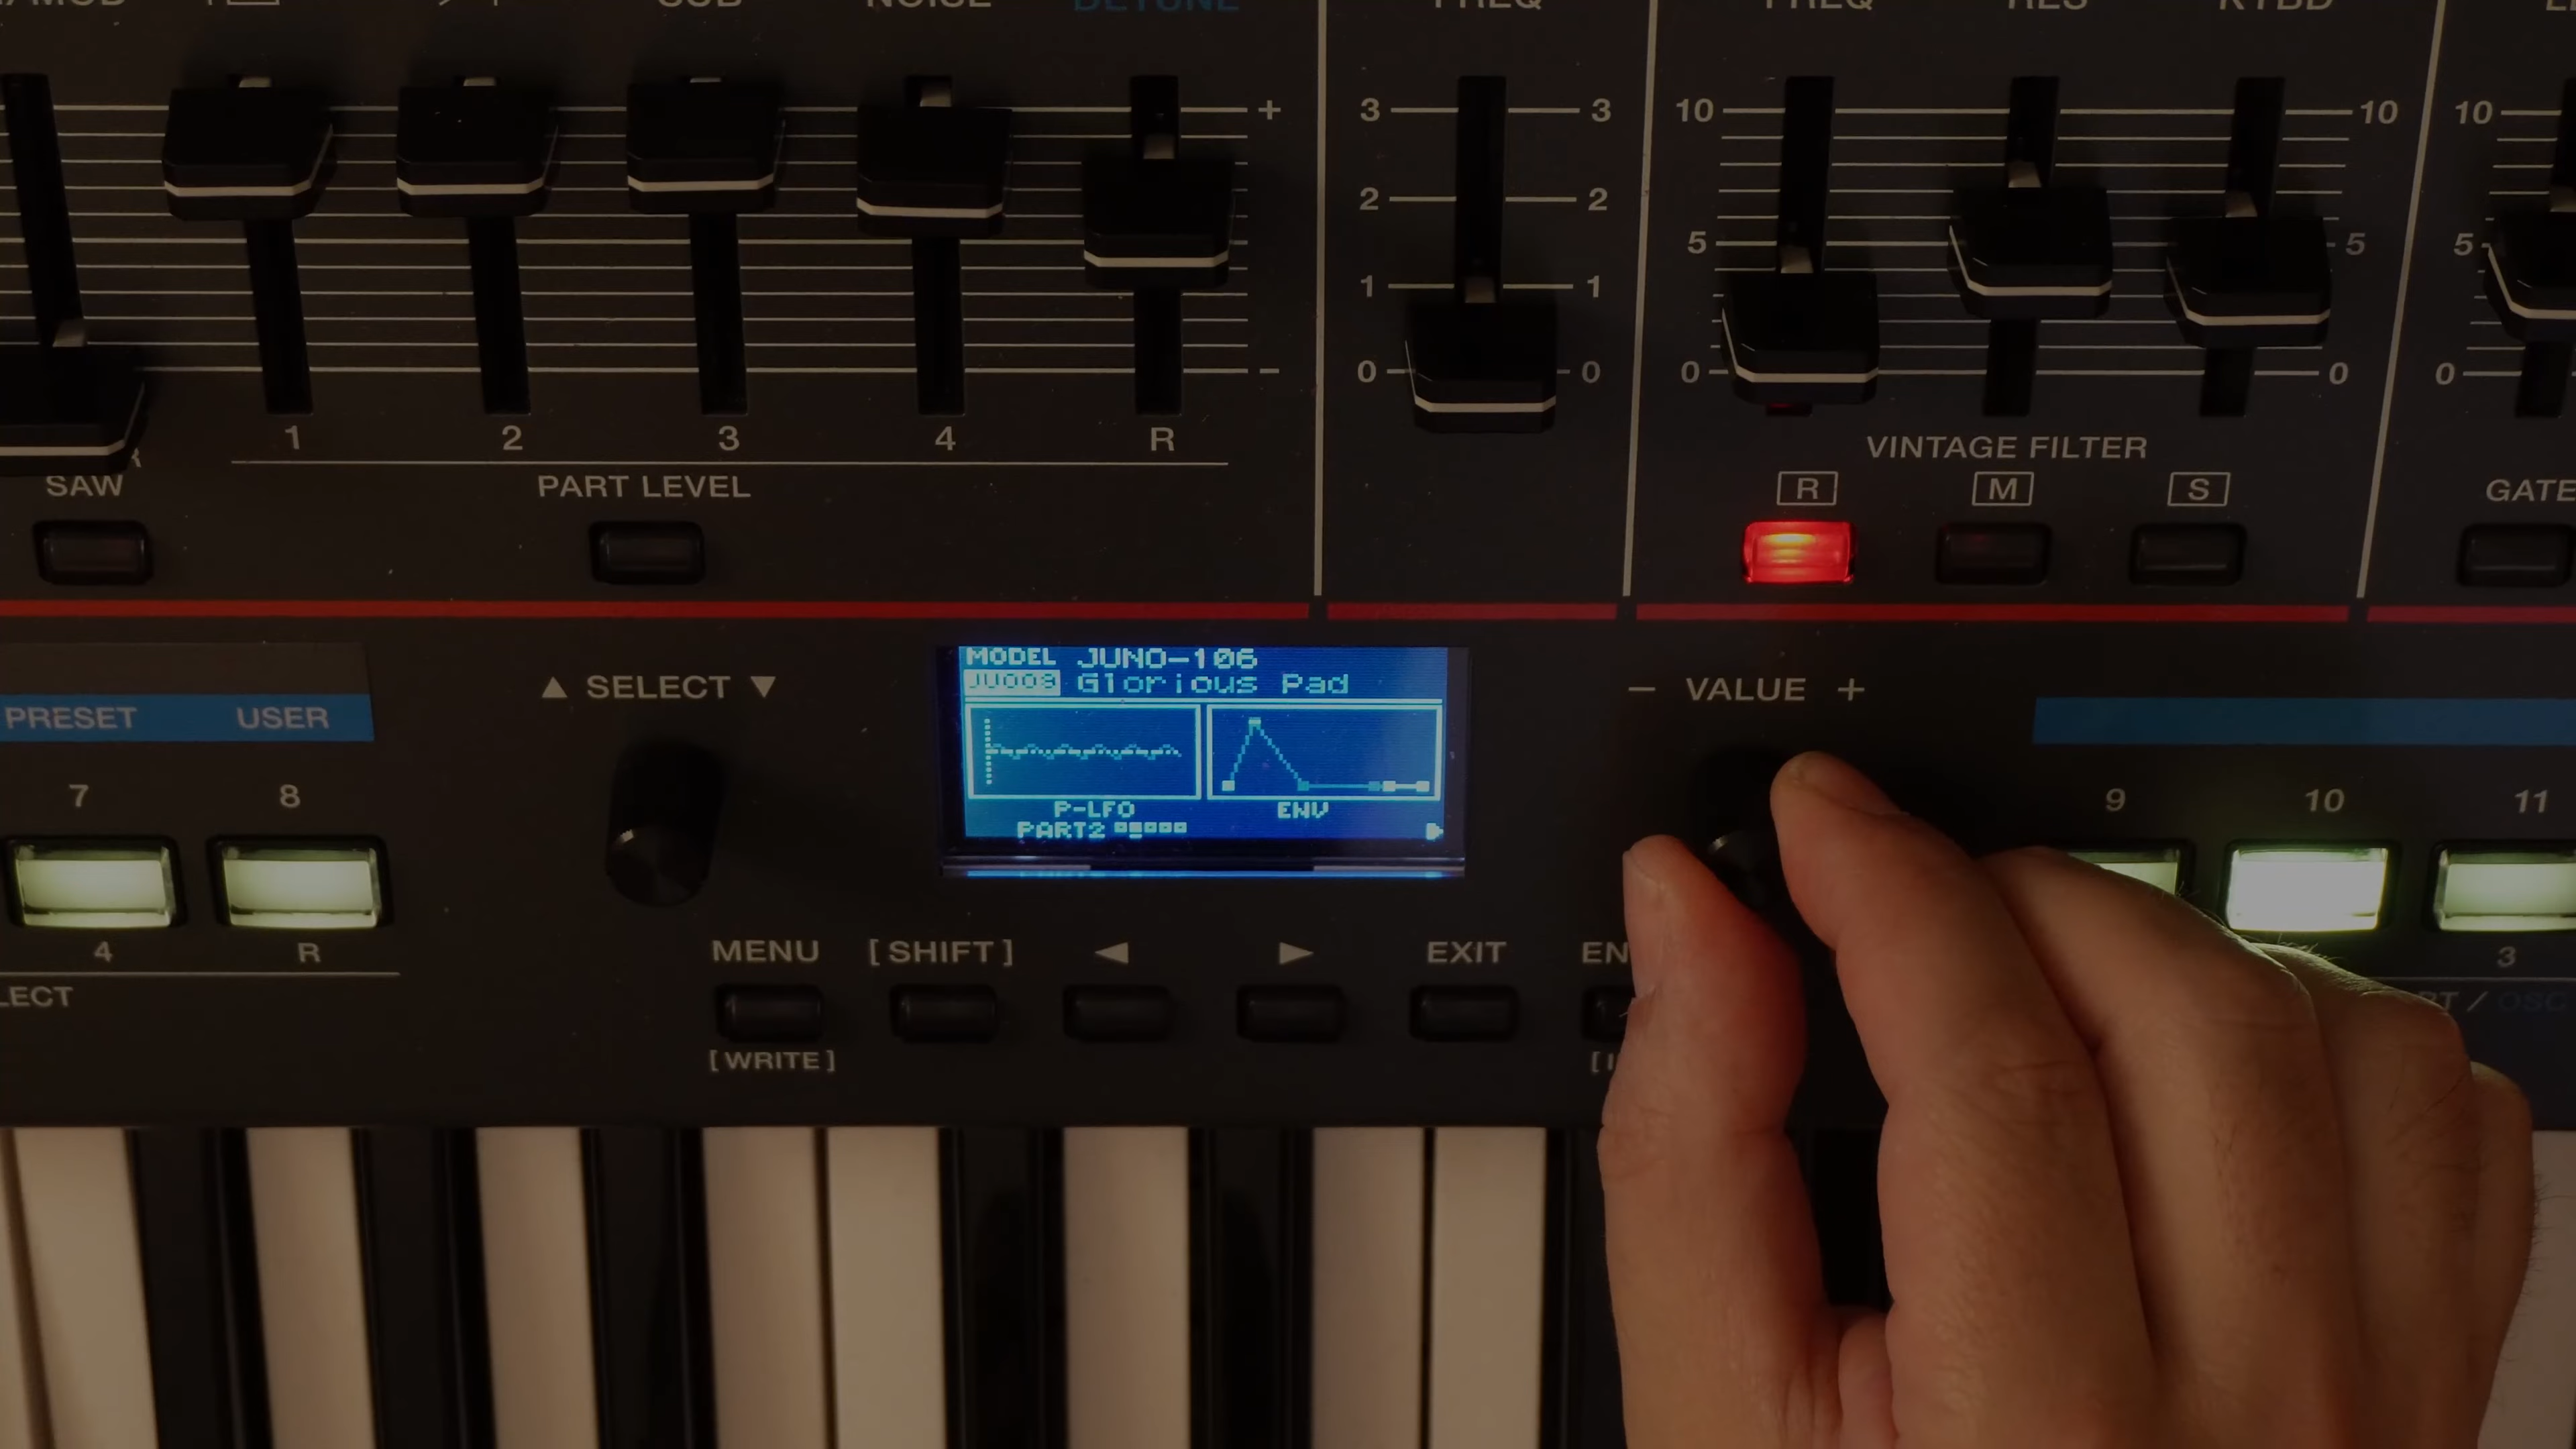 SUB NOISE DETUNE FREQ FREQ RES KYBD
+ 3 3 10 10 10
2 2
5 5 5
1 1
- 0 0 0 0 0
1 2 3 4 R
SAW PART LEVEL
VINTAGE FILTER
R M S GATE
MODEL JUNO-106
JU009 Glorious Pad
P-LFO ENV
PART2
▲ SELECT ▼
- VALUE +
PRESET USER
7 8 9 10 11
4 R 3
MENU [SHIFT] ◀ ▶ EXIT
[WRITE]